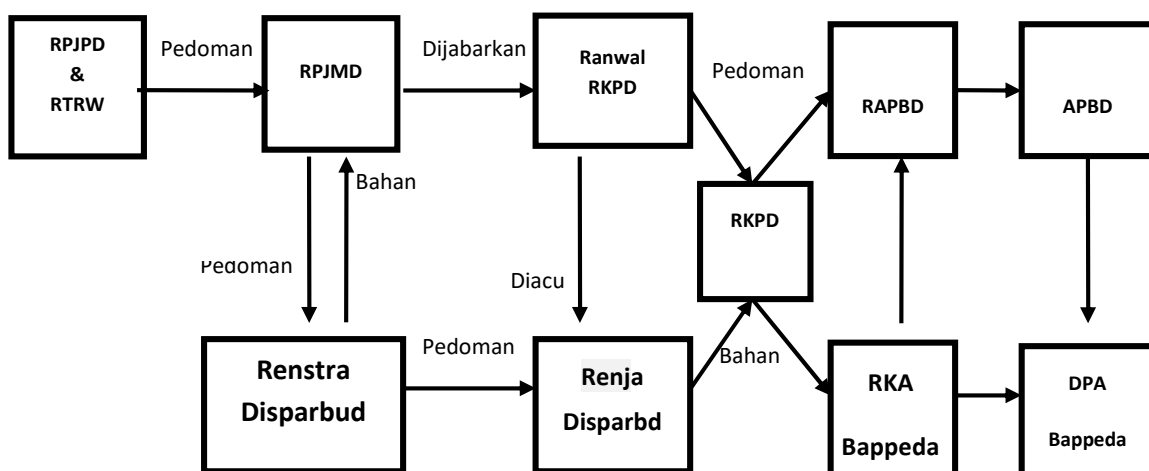 RPJPD
&
RTRW
Pedoman
RPJMD
Dijabarkan
Ranwal
RKPD
Pedoman
RAPBD
APBD
Bahan
RKPD
Pedoman
Diacu
Renstra
Disparbud
Pedoman
Renja
Disparbd
Bahan
RKA
Bappeda
DPA
Bappeda